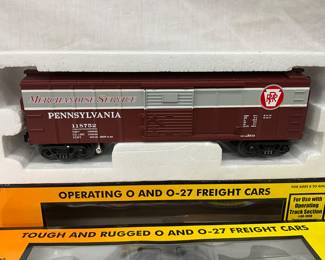 MERCHANDISE SERVICE
PENNSYLVANIA
118752
PRR
OPERATING O AND O-27 FREIGHT CARS
For Use with
Operating
Track Section
TOUGH AND RUGGED O AND O-27 FREIGHT CARS